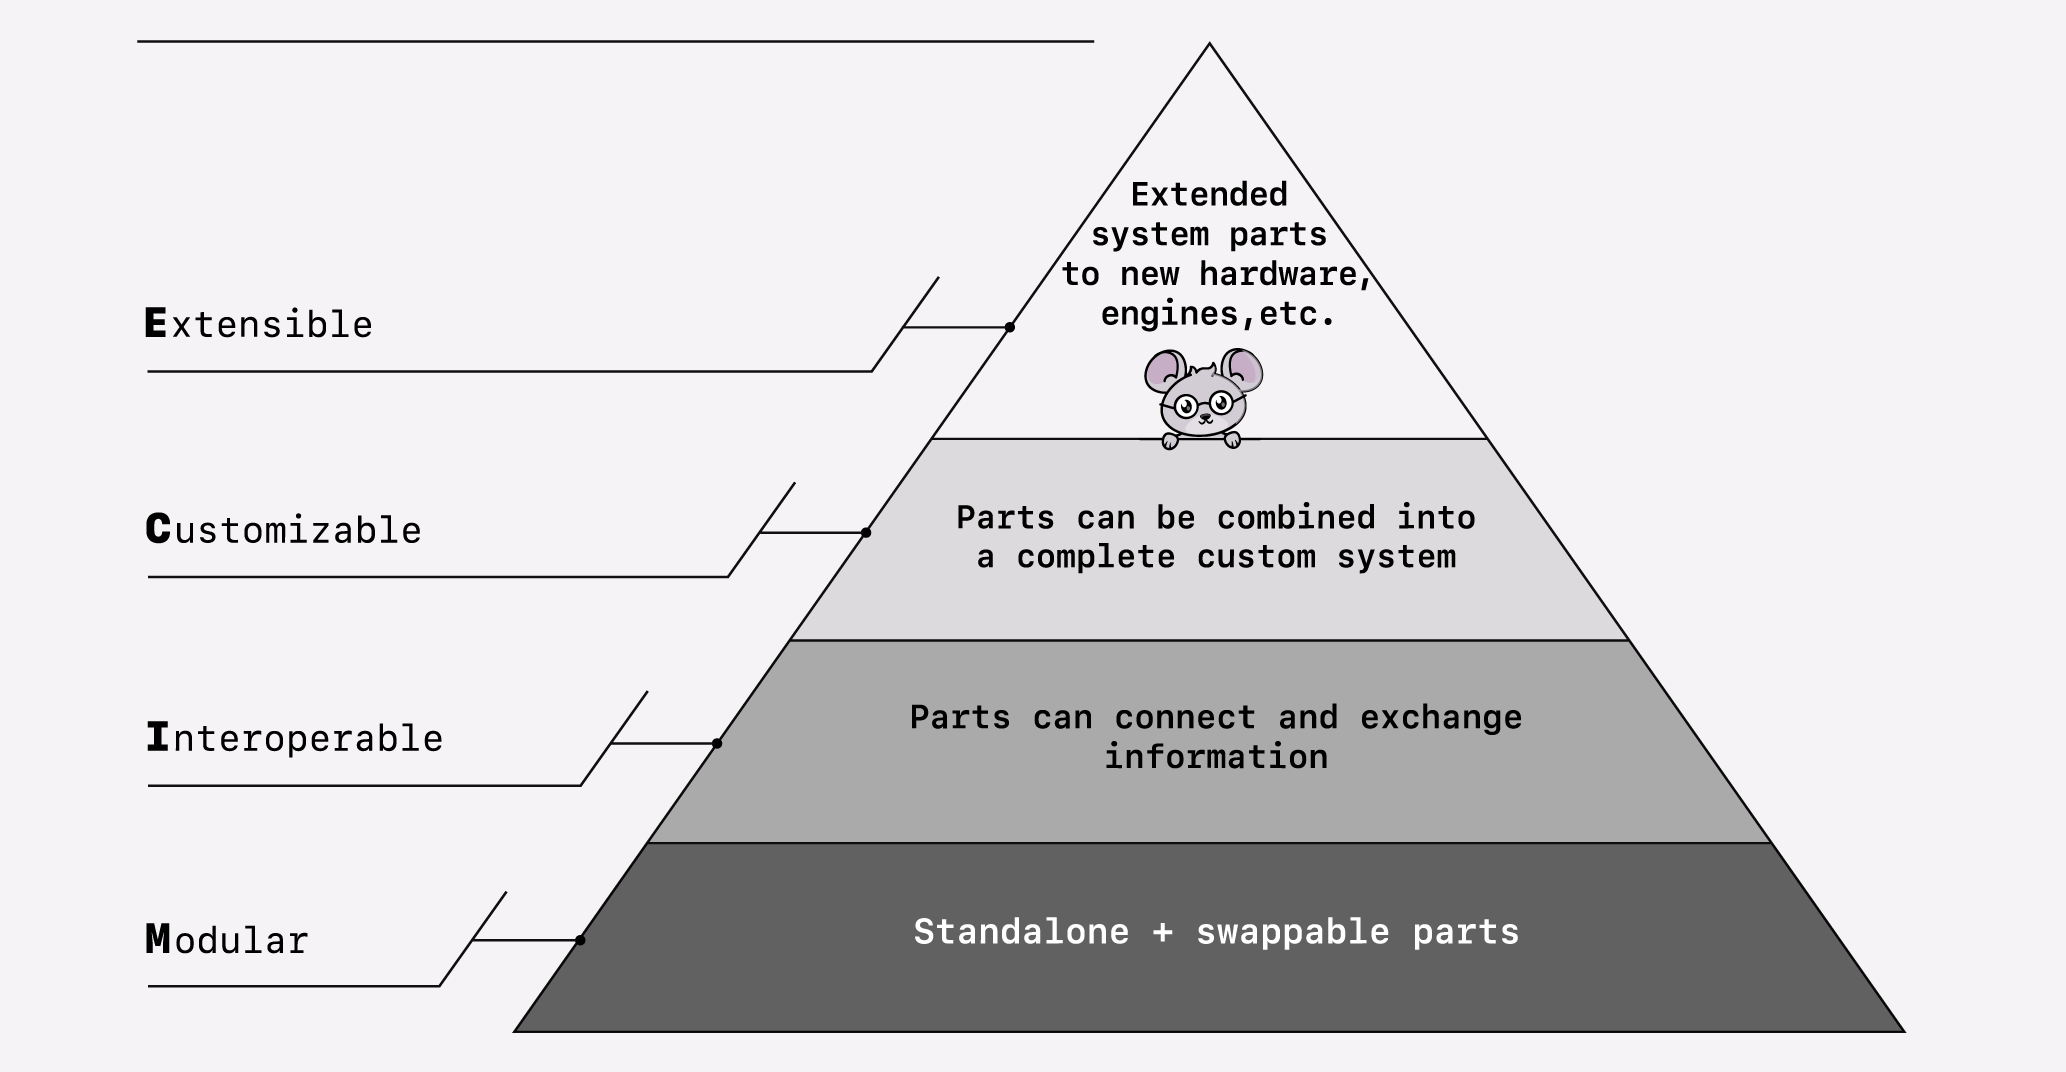 Extended
system parts
to new hardware,
engines,etc.
Extensible
Parts can be combined into
a complete custom system
Customizable
Parts can connect and exchange
information
Interoperable
Standalone + swappable parts
Modular